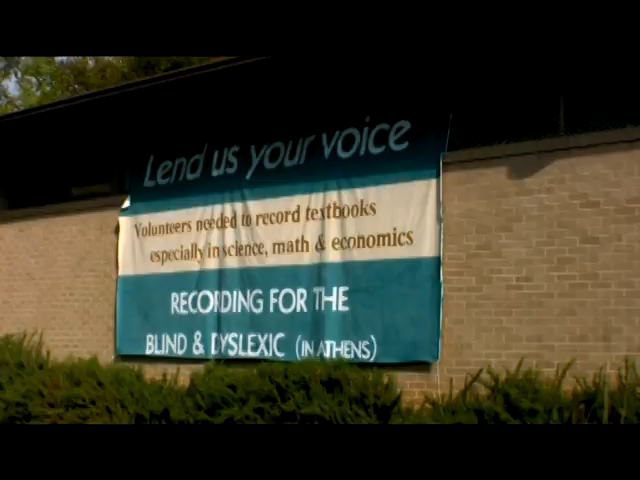 Lend us your voice
Volunteers needed to record textbooks
especially in science, math & economics
RECORDING FOR THE
BLIND & DYSLEXIC (IN ATHENS)